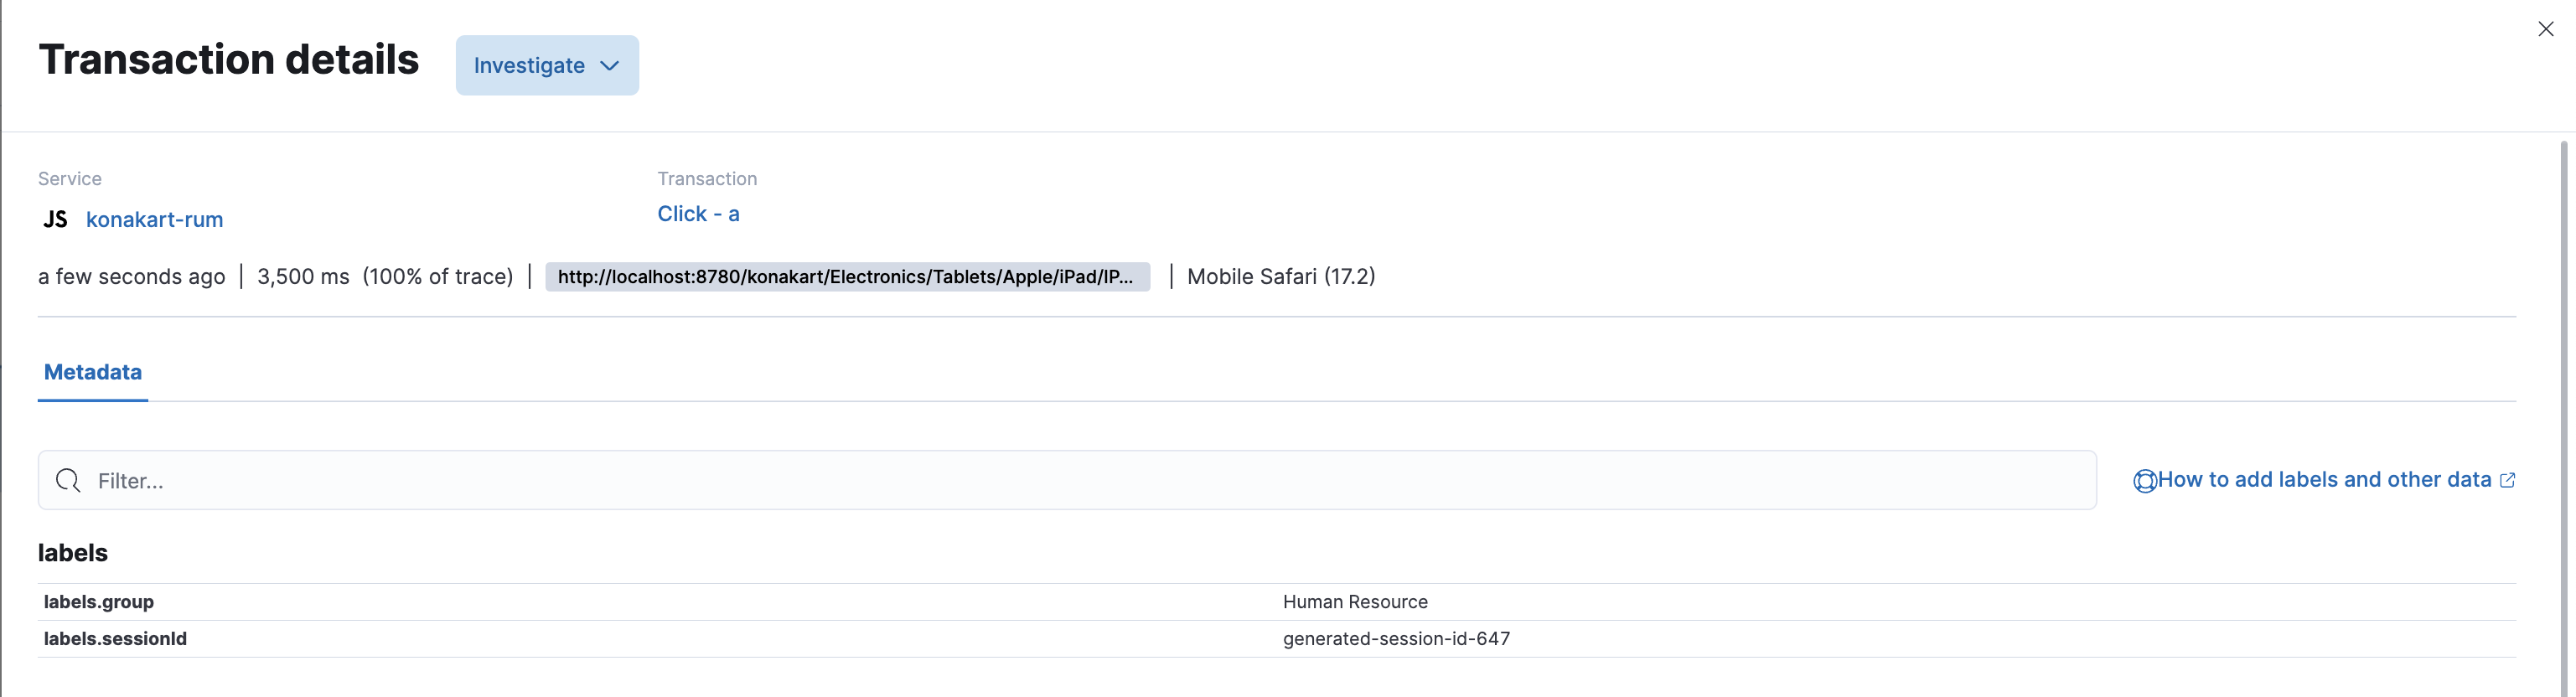 Transaction details
Investigate
Service
Transaction
JS konakart-rum
Click - a
a few seconds ago | 3,500 ms (100% of trace) | http://localhost:8780/konakart/Electronics/Tablets/Apple/iPad/IP... | Mobile Safari (17.2)
Metadata
Filter...
How to add labels and other data
labels
labels.group Human Resource
labels.sessionId generated-session-id-647